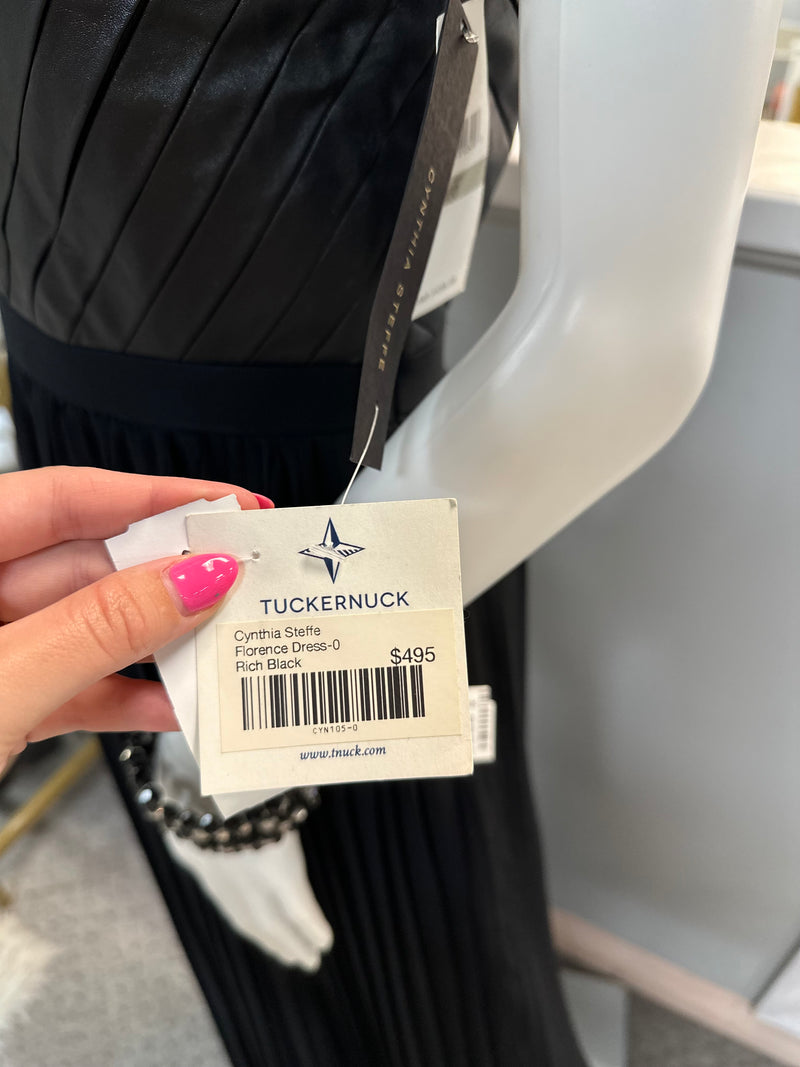 CYNTHIA STEFFE
TUCKERNUCK
Cynthia Steffe
Florence Dress-0
Rich Black
$495
CYN105-0
www.tnuck.com